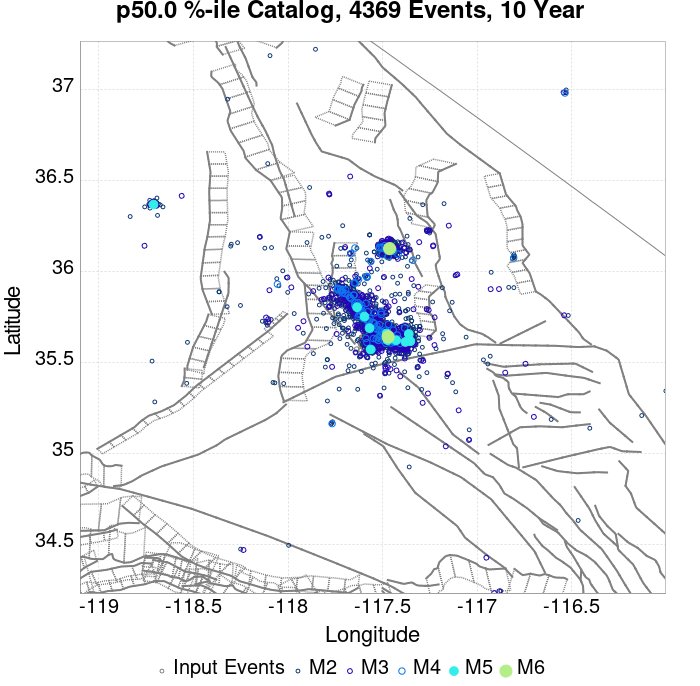 p50.0 %-ile Catalog, 4369 Events, 10 Year
37
36.5
36
35.5
35
34.5
Latitude
-119 -118.5 -118 -117.5 -117 -116.5
Longitude
Input Events M2 M3 M4 M5 M6